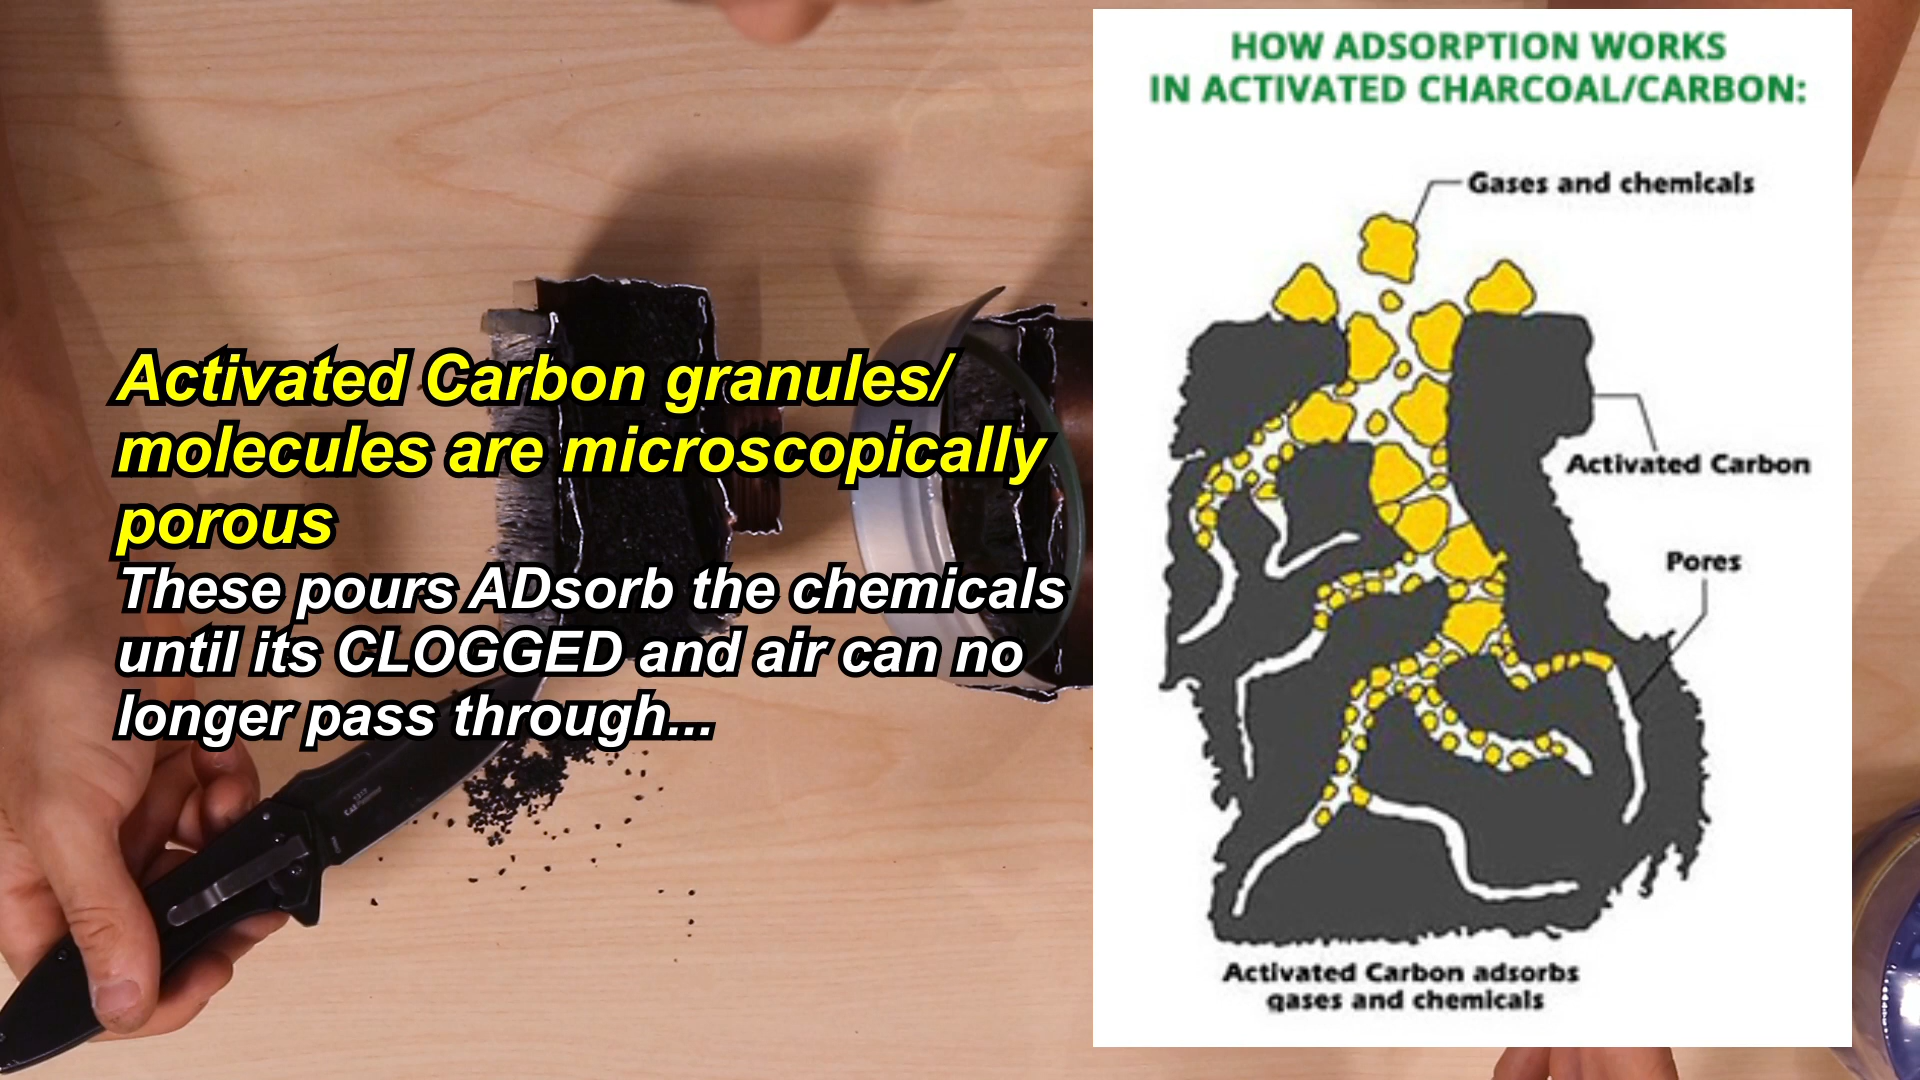 Activated Carbon granules/
molecules are microscopically
porous
These pours ADsorb the chemicals
until its CLOGGED and air can no
longer pass through...
HOW ADSORPTION WORKS
IN ACTIVATED CHARCOAL/CARBON:
Gases and chemicals
Activated Carbon
Pores
Activated Carbon adsorbs
gases and chemicals